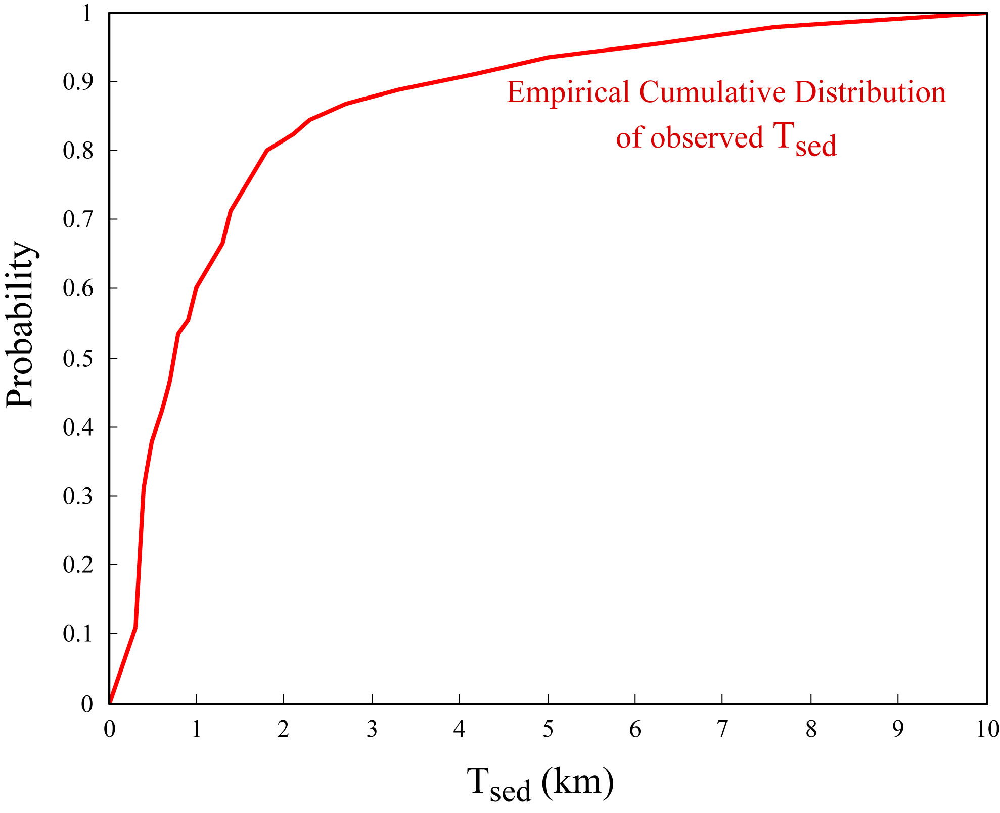 1
0.9
Empirical Cumulative Distribution
of observed Tsed
0.8
0.7
0.6
0.5
0.4
0.3
0.2
0.1
0
Probability
0 1 2 3 4 5 6 7 8 9 10
Tsed (km)